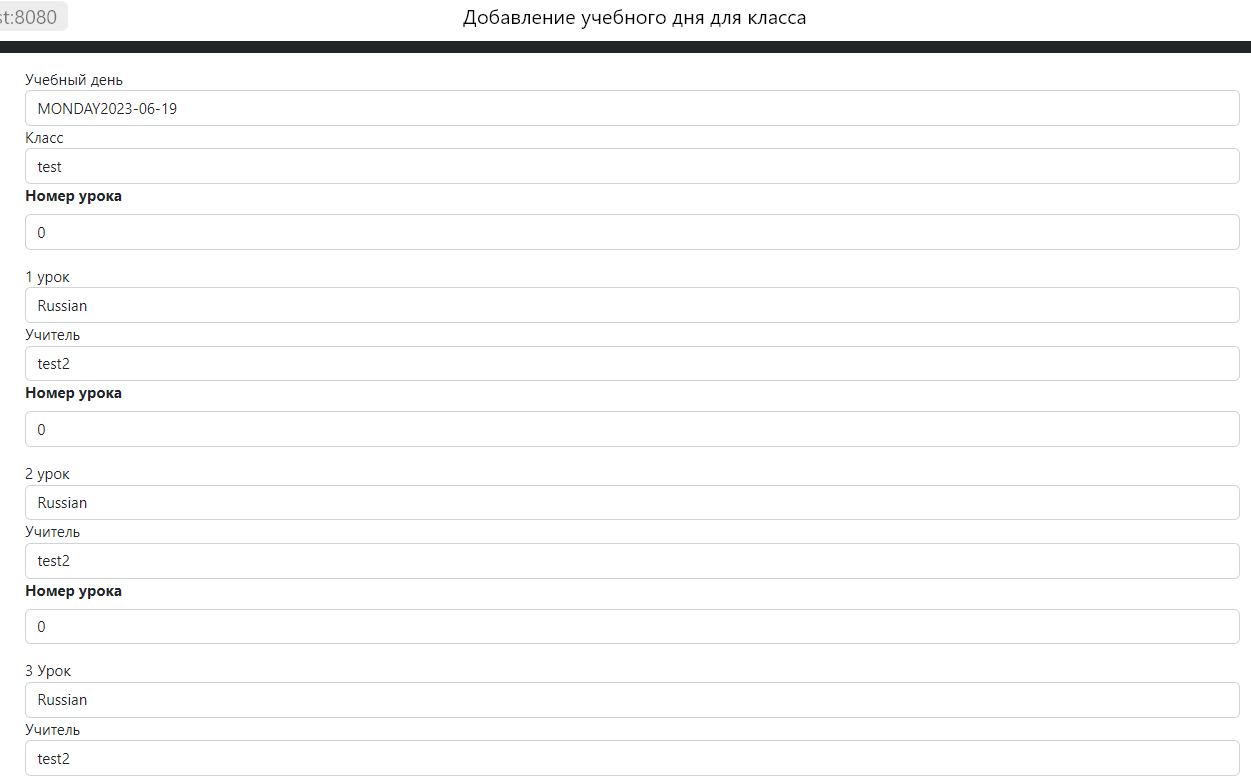 st:8080
Добавление учебного дня для класса
Учебный день
MONDAY2023-06-19
Класс
test
Номер урока
0
1 урок
Russian
Учитель
test2
Номер урока
0
2 урок
Russian
Учитель
test2
Номер урока
0
3 Урок
Russian
Учитель
test2